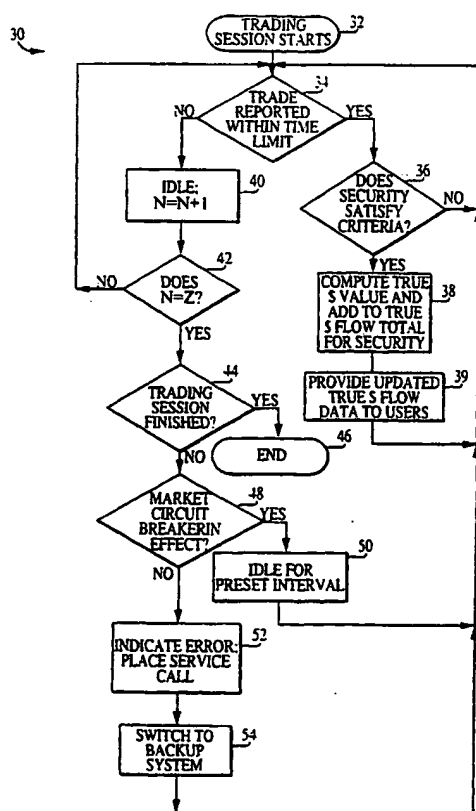 30
TRADING
SESSION STARTS
32
34
TRADE
REPORTED
WITHIN TIME
LIMIT
NO
YES
40
IDLE:
N=N+1
36
DOES
SECURITY
SATISFY
CRITERIA?
NO
YES
42
DOES
N=Z?
NO
YES
38
COMPUTE TRUE
$ VALUE AND
ADD TO TRUE
$ FLOW TOTAL
FOR SECURITY
39
PROVIDE UPDATED
TRUE $ FLOW
DATA TO USERS
44
TRADING
SESSION
FINISHED?
YES
NO
46
END
48
MARKET
CIRCUIT
BREAKERIN
EFFECT?
YES
NO
50
IDLE FOR
PRESET INTERVAL
52
INDICATE ERROR:
PLACE SERVICE
CALL
54
SWITCH TO
BACKUP
SYSTEM